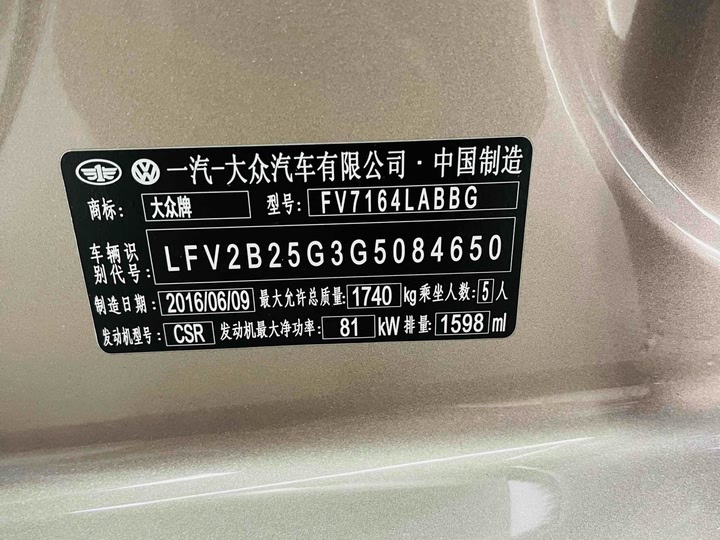 一汽-大众汽车有限公司·中国制造
商标: 大众牌 型号: FV7164LABBG
车辆识别代号: LFV2B25G3G5084650
制造日期: 2016/06/09 最大允许总质量: 1740 kg 乘坐人数: 5 人
发动机型号: CSR 发动机最大净功率: 81 kW 排量: 1598 ml